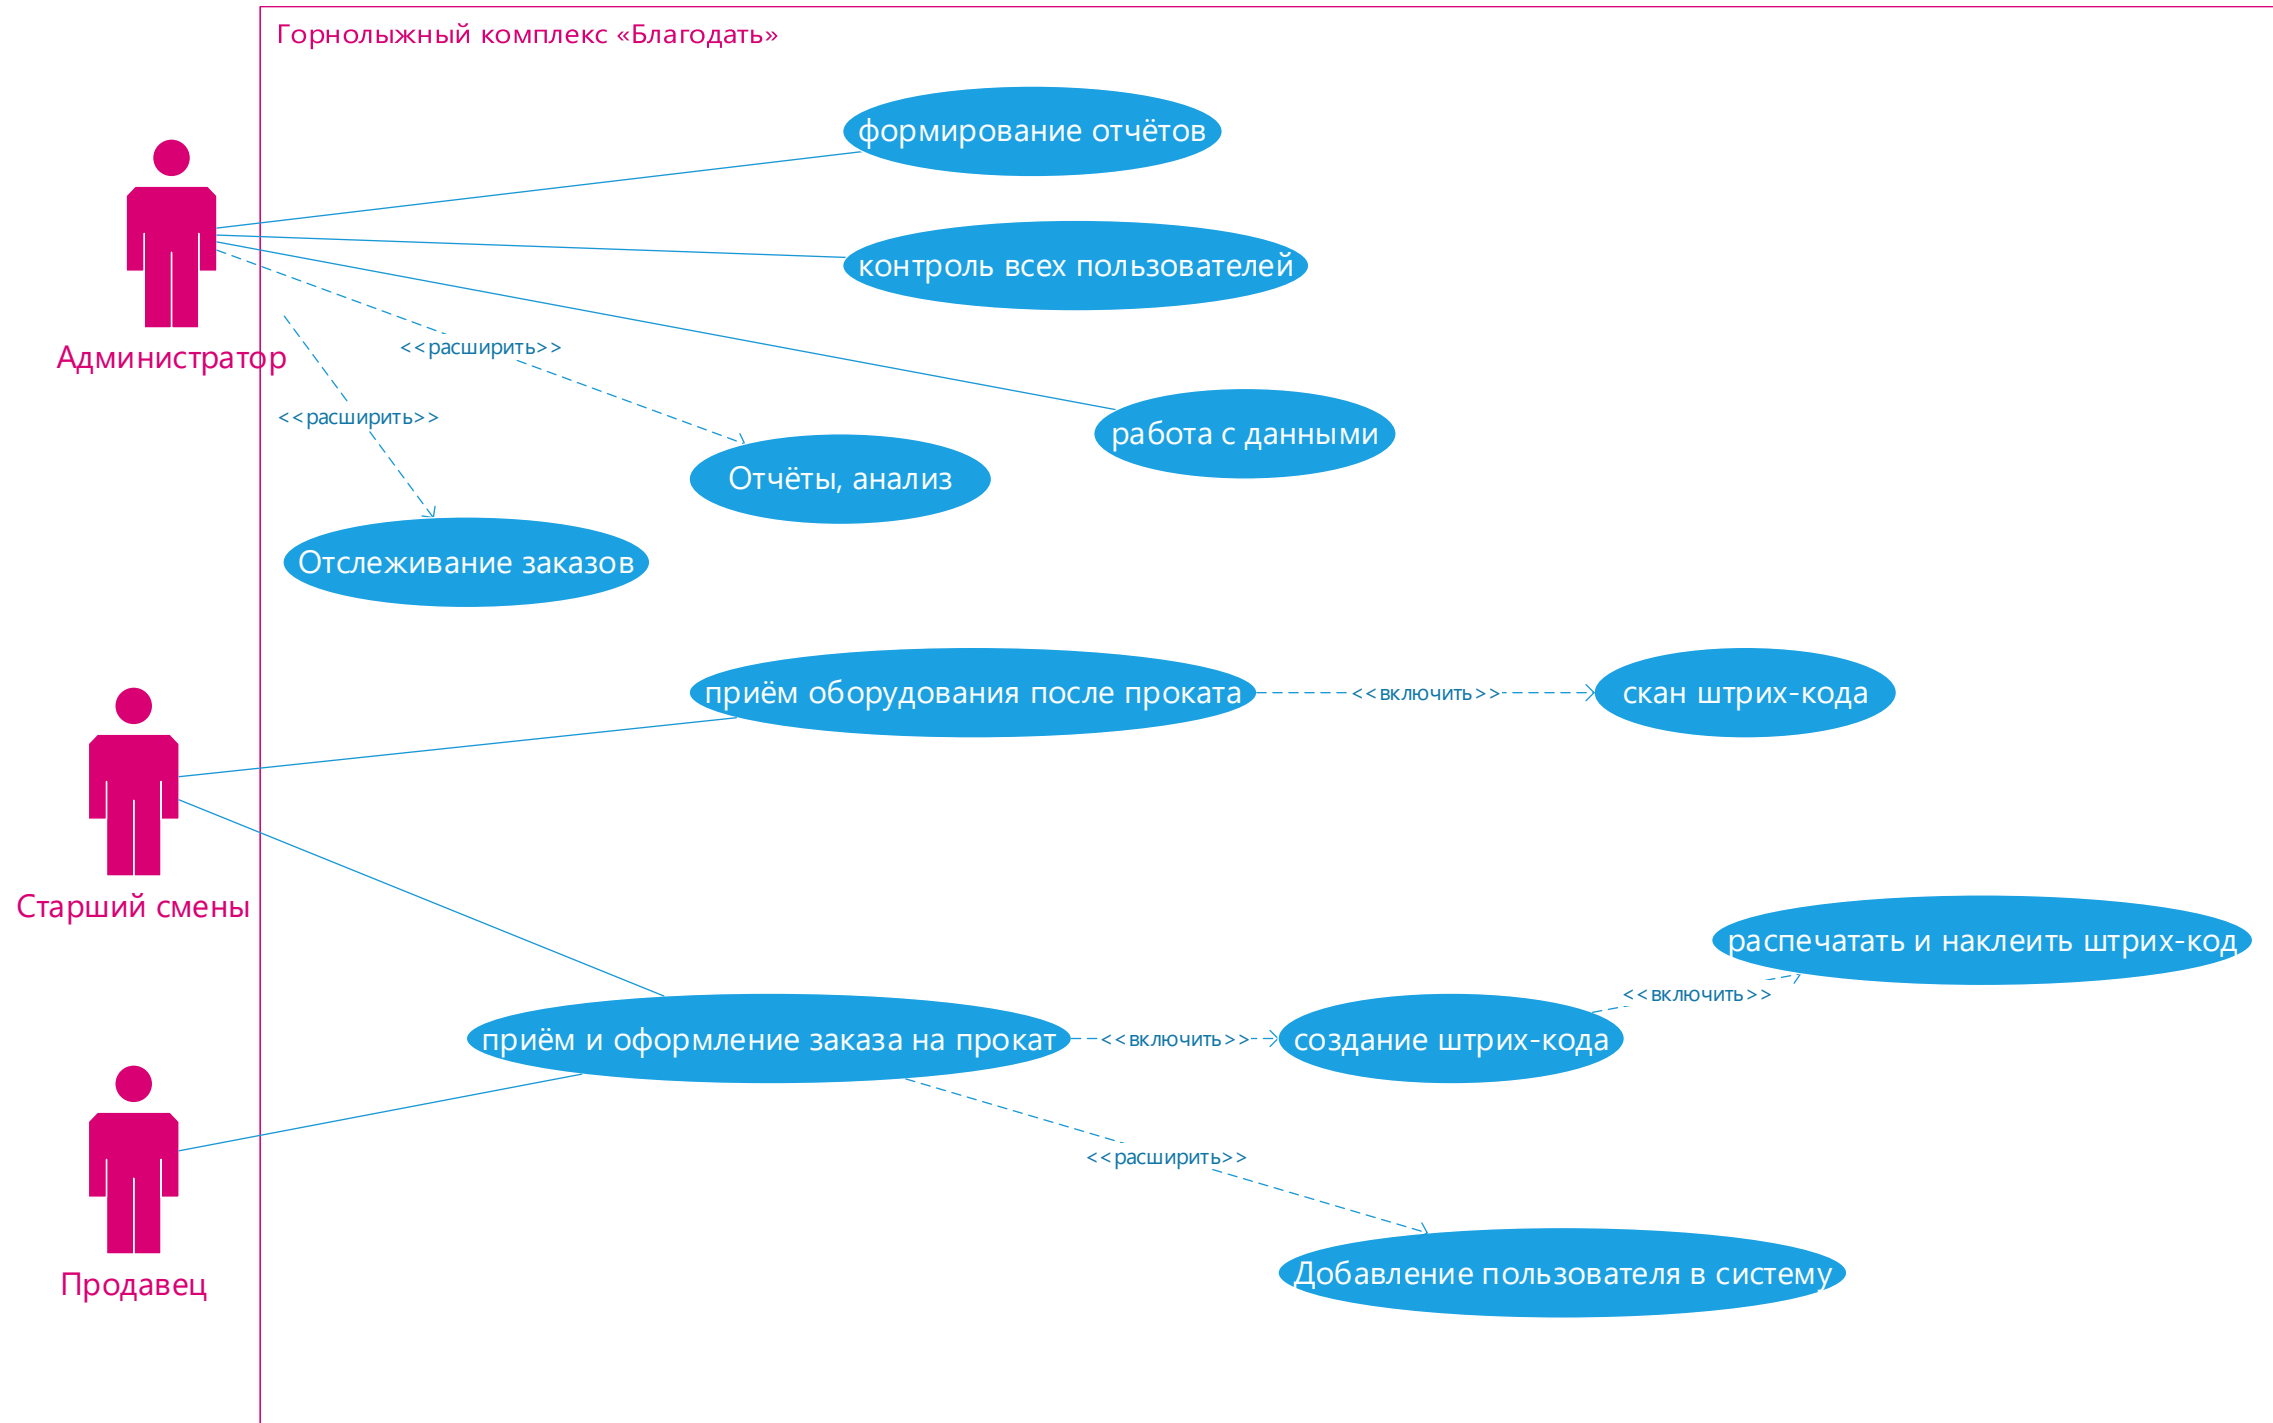 Горнолыжный комплекс «Благодать»
формирование отчётов
контроль всех пользователей
<<расширить>>
Администратор
<<расширить>>
работа с данными
Отчёты, анализ
Отслеживание заказов
приём оборудования после проката
<<включить>>
скан штрих-кода
Старший смены
распечатать и наклеить штрих-код
<<включить>>
приём и оформление заказа на прокат
<<включить>>
создание штрих-кода
<<расширить>>
Продавец
Добавление пользователя в систему